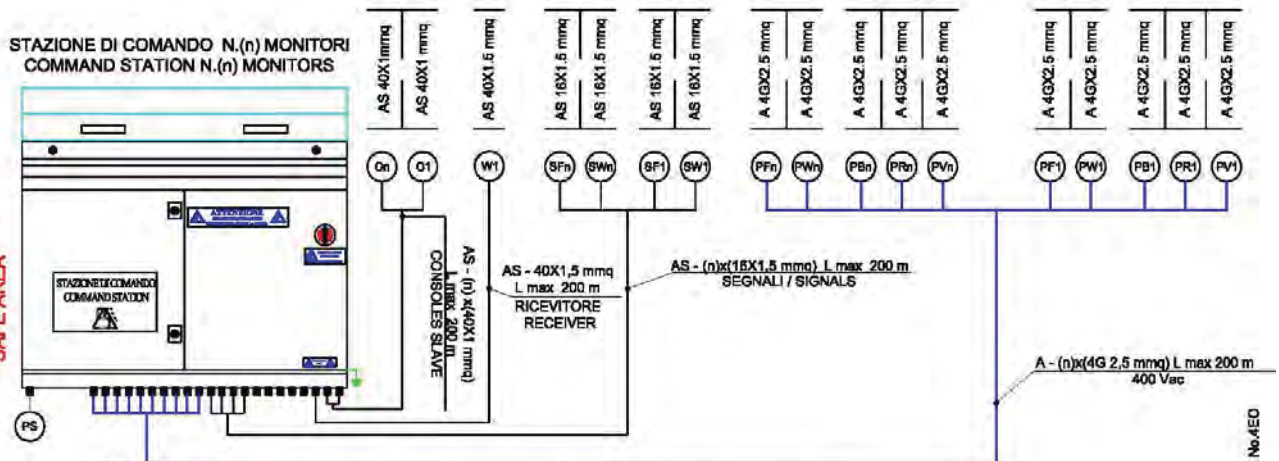 STAZIONE DI COMANDO N.(n) MONITORI
COMMAND STATION N.(n) MONITORS
AS 40X1mmq
AS 40X1 mmq
AS 40X1.5 mmq
AS 16X1.5 mmq
AS 16X1.5 mmq
AS 16X1.5 mmq
AS 16X1.5 mmq
A 4GX2.5 mmq
A 4GX2.5 mmq
A 4GX2.5 mmq
A 4GX2.5 mmq
A 4GX2.5 mmq
A 4GX2.5 mmq
A 4GX2.5 mmq
A 4GX2.5 mmq
A 4GX2.5 mmq
A 4GX2.5 mmq
W1
SFn
SWn
SF1
SW1
PFn
PWn
PBn
PRn
PVn
PF1
PW1
PB1
PR1
PV1
ATTENZIONE
STAZIONE DI COMANDO
COMMAND STATION
SAFE AREA
AS - (n) x(40X1 mmq)
L max 200 m
CONSOLES SLAVE
AS - 40X1,5 mmq
L max 200 m
RICEVITORE
RECEIVER
AS - (n)x(16X1,5 mmq) L max 200 m
SEGNALI / SIGNALS
A - (n)x(4G 2,5 mmq) L max 200 m
400 Vac
PS
No.4EO